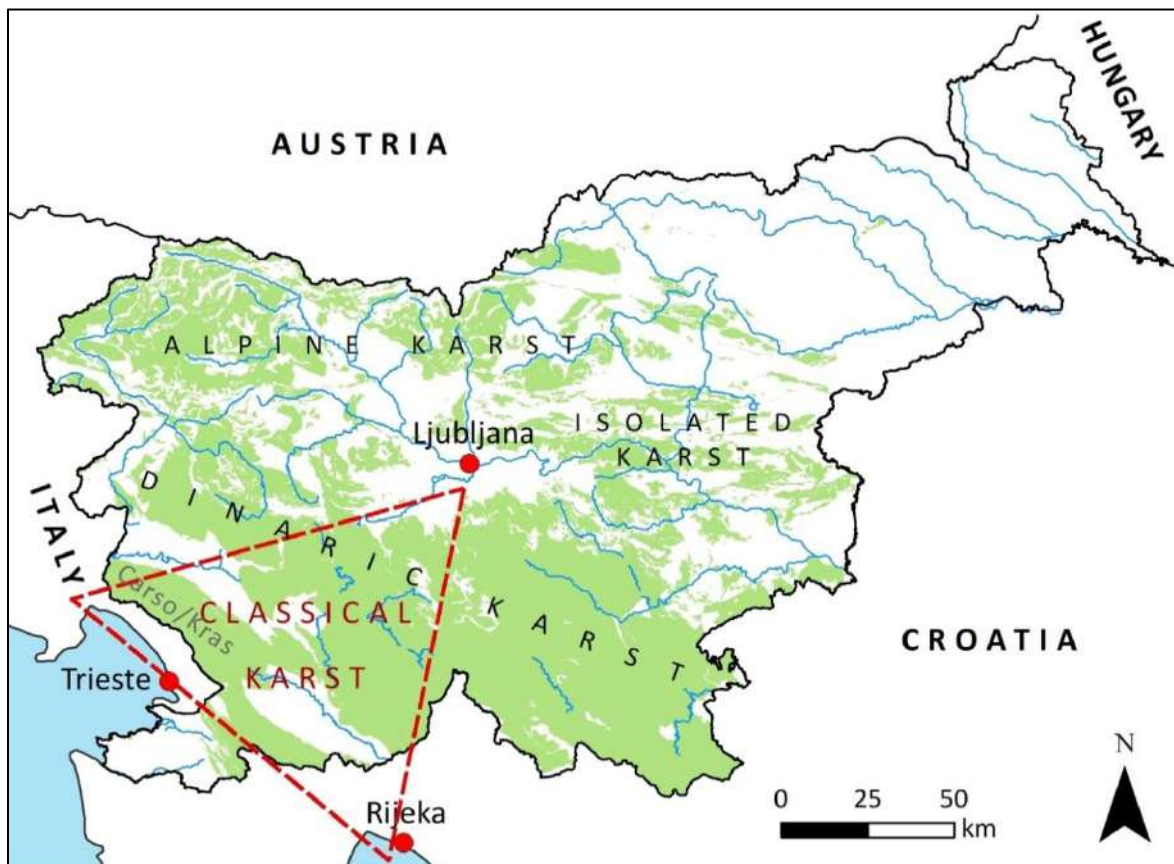 HUNGARY
AUSTRIA
ALPINE KARST
ISOLATED
KARST
Ljubljana
DINARIC KARST
ITALY
Carso/Kras
CLASSICAL
KARST
CROATIA
Trieste
Rijeka
N
0 25 50
km